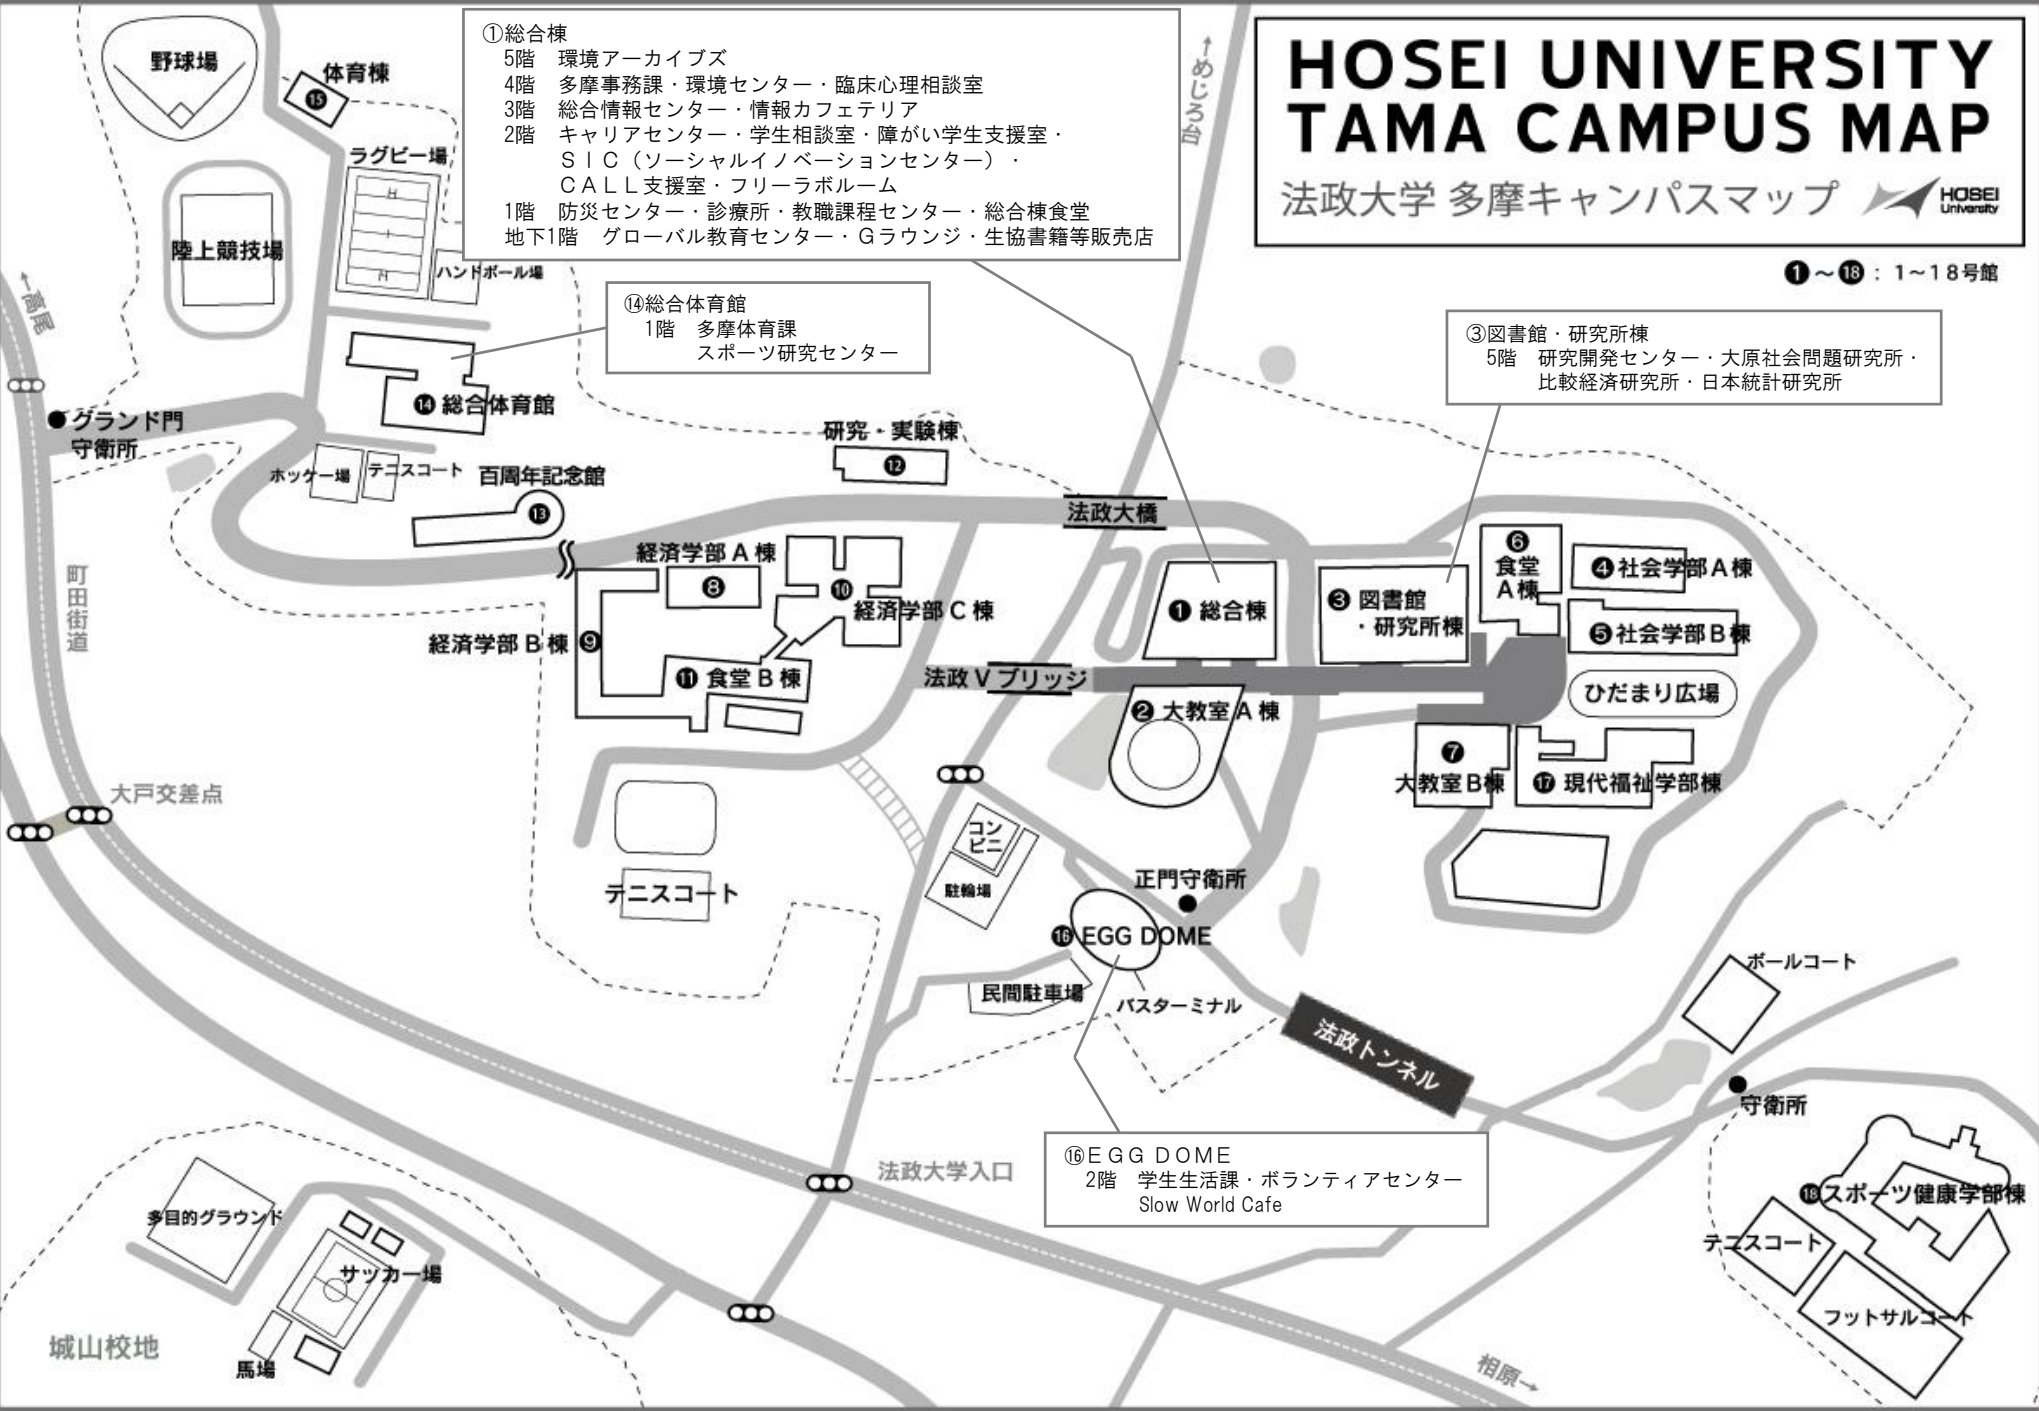 HOSEI UNIVERSITY
TAMA CAMPUS MAP
法政大学 多摩キャンパスマップ
HOSEI
University
❶～⓲：1～18号館
①総合棟
5階 環境アーカイブズ
4階 多摩事務課・環境センター・臨床心理相談室
3階 総合情報センター・情報カフェテリア
2階 キャリアセンター・学生相談室・障がい学生支援室・
ＳＩＣ（ソーシャルイノベーションセンター）・
ＣＡＬＬ支援室・フリーラボルーム
1階 防災センター・診療所・教職課程センター・総合棟食堂
地下1階 グローバル教育センター・Ｇラウンジ・生協書籍等販売店
⑭総合体育館
1階 多摩体育課
スポーツ研究センター
③図書館・研究所棟
5階 研究開発センター・大原社会問題研究所・
比較経済研究所・日本統計研究所
↑めじろ台
野球場
体育棟
⓯
ラグビー場
陸上競技場
ハンドボール場
←高尾
⓮総合体育館
グランド門
守衛所
ホッケー場
テニスコート
百周年記念館
⓭
研究・実験棟
⓬
法政大橋
町田街道
経済学部Ａ棟
❽
❿
経済学部Ｃ棟
経済学部Ｂ棟 ❾
⓫ 食堂Ｂ棟
❶ 総合棟
❸ 図書館
・研究所棟
❻
食堂
Ａ棟
❹社会学部Ａ棟
❺社会学部Ｂ棟
法政Ｖブリッジ
❷ 大教室Ａ棟
ひだまり広場
❼
大教室Ｂ棟
⓱ 現代福祉学部棟
大戸交差点
コン
ビニ
駐輪場
テニスコート
正門守衛所
⓰EGG DOME
民間駐車場
バスターミナル
法政トンネル
ボールコート
守衛所
⑯ＥＧＧ ＤＯＭＥ
2階 学生生活課・ボランティアセンター
Slow World Cafe
法政大学入口
⓲スポーツ健康学部棟
テニスコート
フットサルコート
多目的グラウンド
サッカー場
馬場
城山校地
相原→